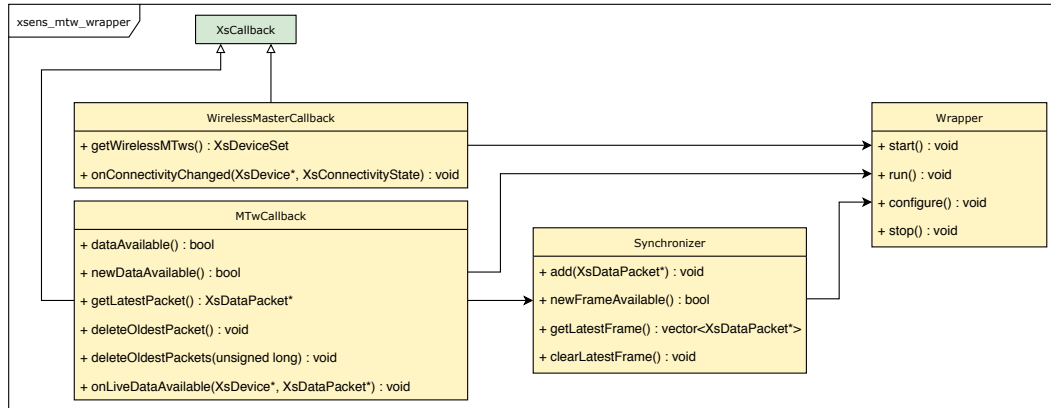 xsens_mtw_wrapper
XsCallback
WirelessMasterCallback
+ getWirelessMTws() : XsDeviceSet
+ onConnectivityChanged(XsDevice*, XsConnectivityState) : void
Wrapper
+ start() : void
+ run() : void
+ configure() : void
+ stop() : void
MTwCallback
+ dataAvailable() : bool
+ newDataAvailable() : bool
+ getLatestPacket() : XsDataPacket*
+ deleteOldestPacket() : void
+ deleteOldestPackets(unsigned long) : void
+ onLiveDataAvailable(XsDevice*, XsDataPacket*) : void
Synchronizer
+ add(XsDataPacket*) : void
+ newFrameAvailable() : bool
+ getLatestFrame() : vector<XsDataPacket*>
+ clearLatestFrame() : void